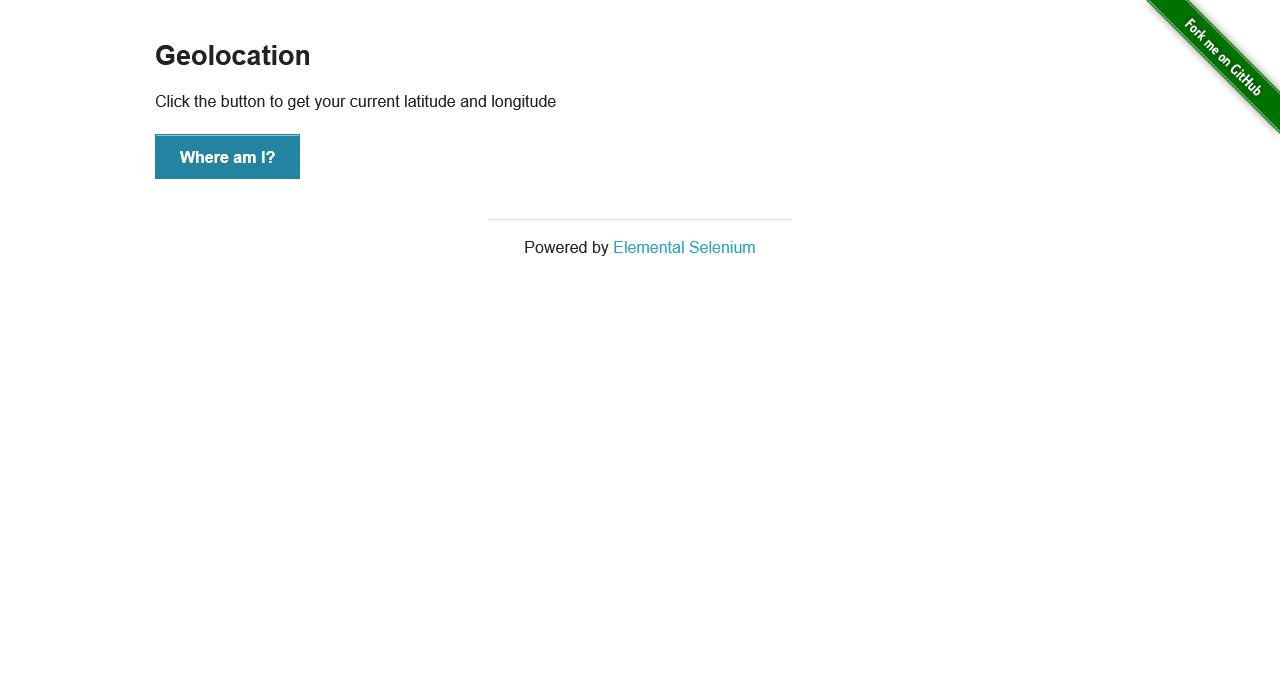 Fork me on GitHub
Geolocation
Click the button to get your current latitude and longitude
Where am I?
Powered by Elemental Selenium